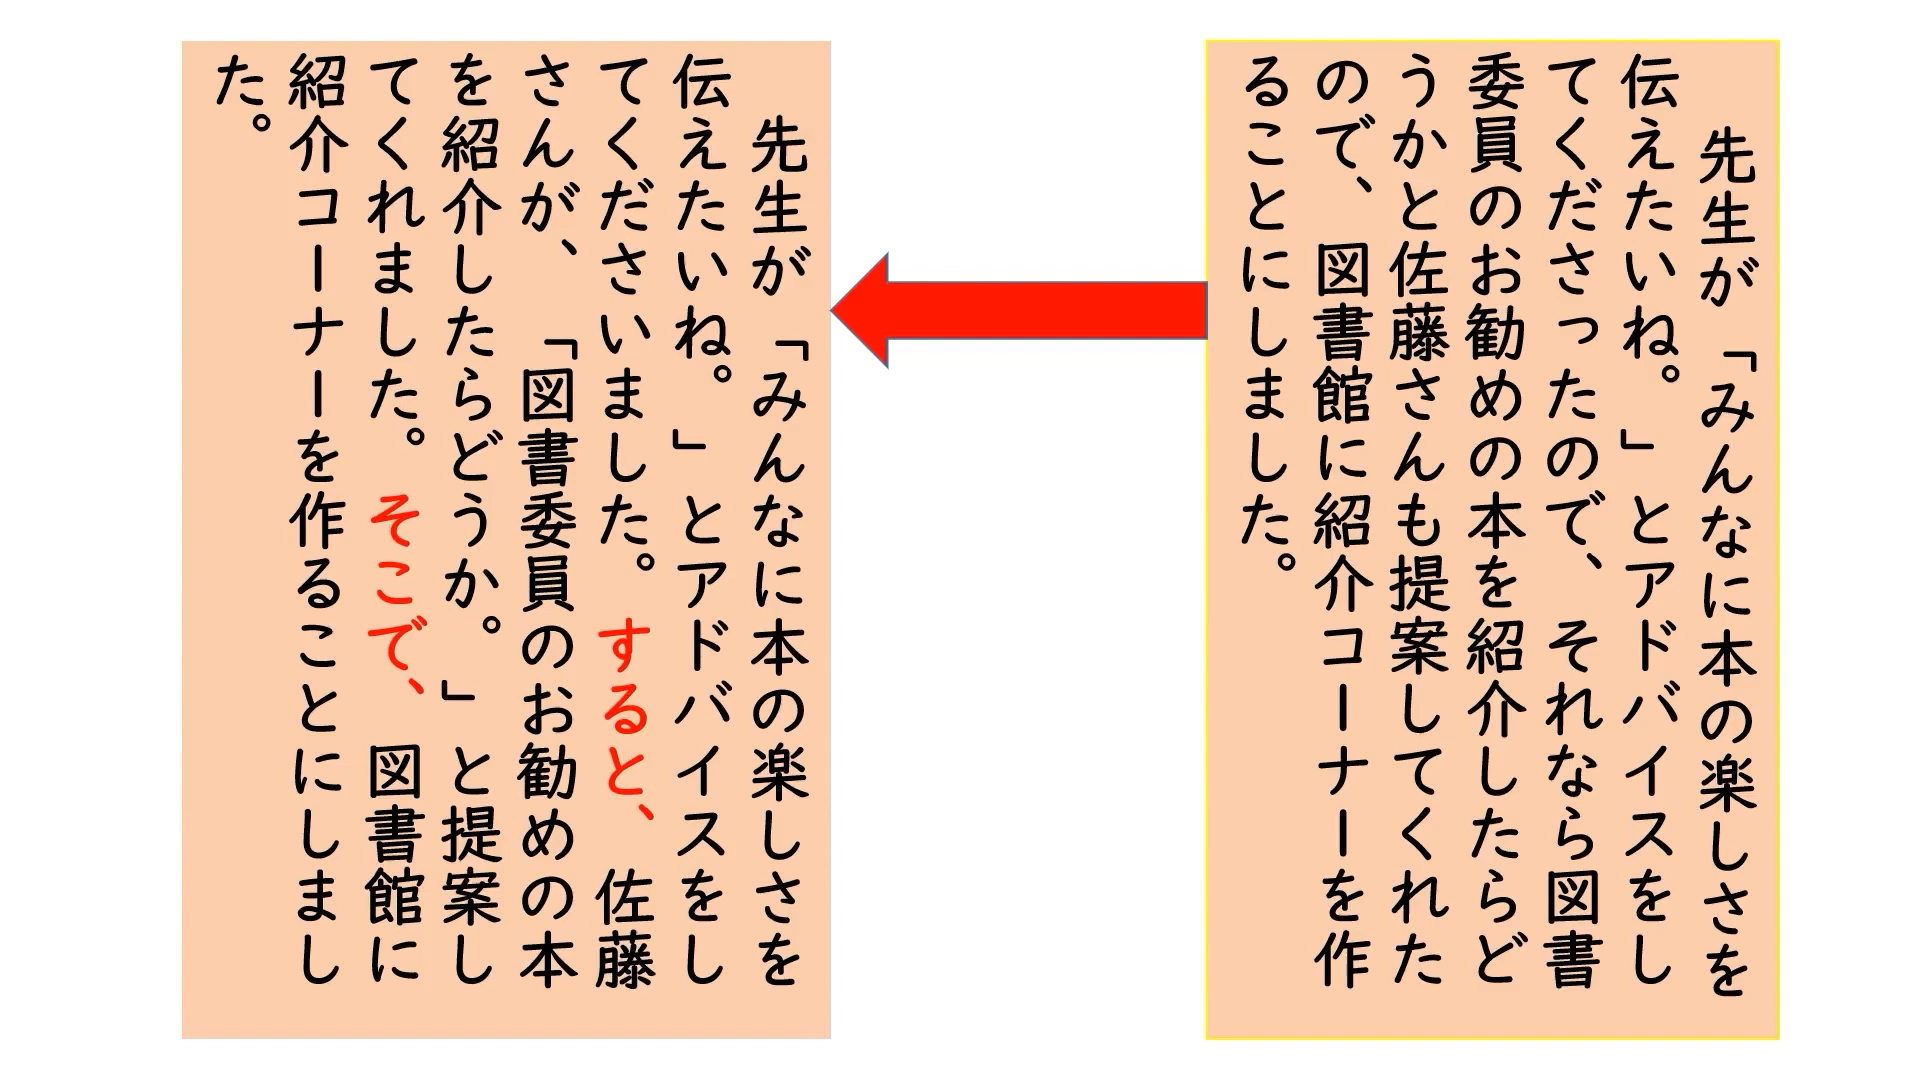 先生が「みんなに本の楽しさを
伝えたいね。」とアドバイスをし
てくださったので、それなら図書
委員のお勧めの本を紹介したらど
うかと佐藤さんも提案してくれた
ので、図書館に紹介コーナーを作
ることにしました。
先生が「みんなに本の楽しさを
伝えたいね。」とアドバイスをし
てくださいました。すると、佐藤
さんが、「図書委員のお勧めの本
を紹介したらどうか。」と提案し
てくれました。そこで、図書館に
紹介コーナーを作ることにしまし
た。